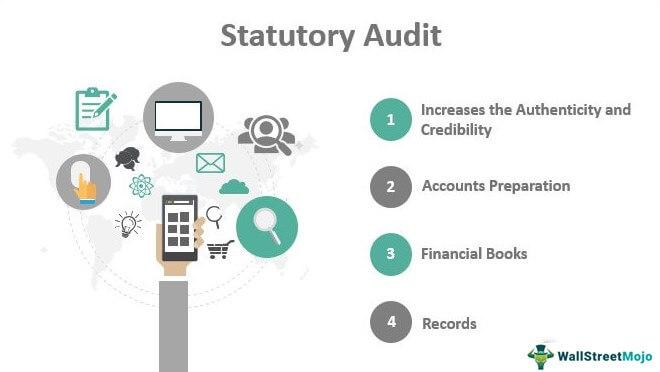 Statutory Audit
1
Increases the Authenticity and
Credibility
2
Accounts Preparation
3
Financial Books
4
Records
WallStreetMojo